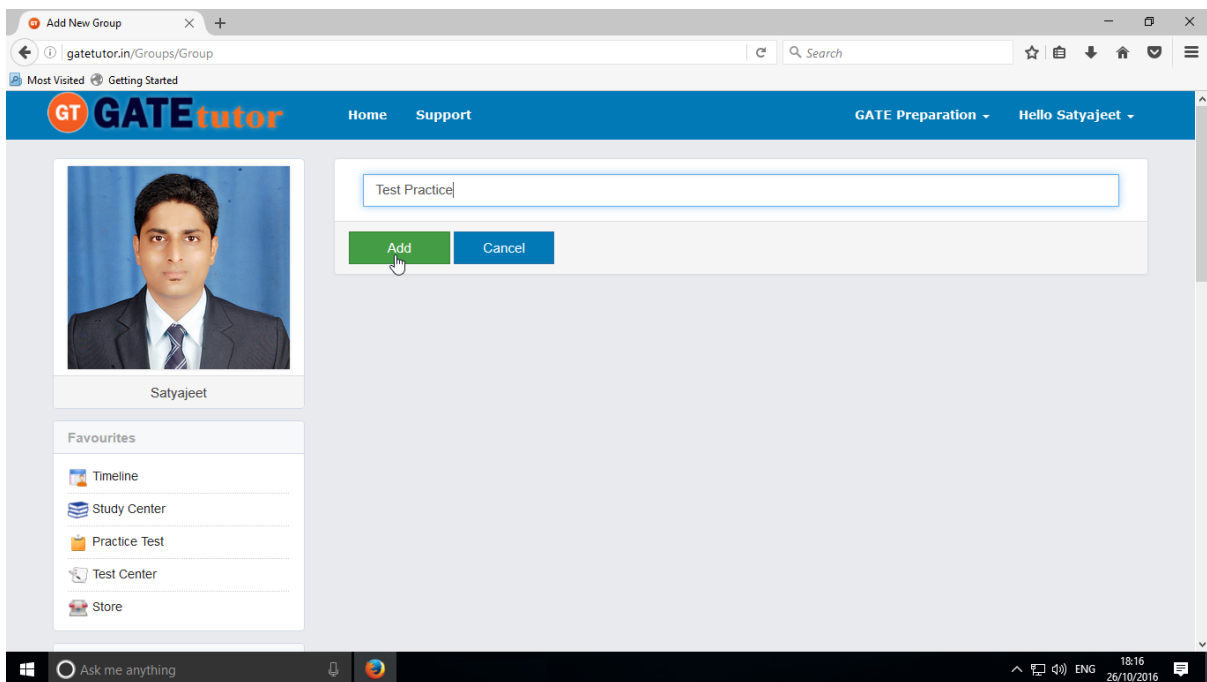 Add New Group
gatetutor.in/Groups/Group
Search
Most Visited Getting Started
GT GATEtutor Home Support GATE Preparation Hello Satyajeet
Test Practice
Add Cancel
Satyajeet
Favourites
Timeline
Study Center
Practice Test
Test Center
Store
Ask me anything
ENG
18:16
26/10/2016